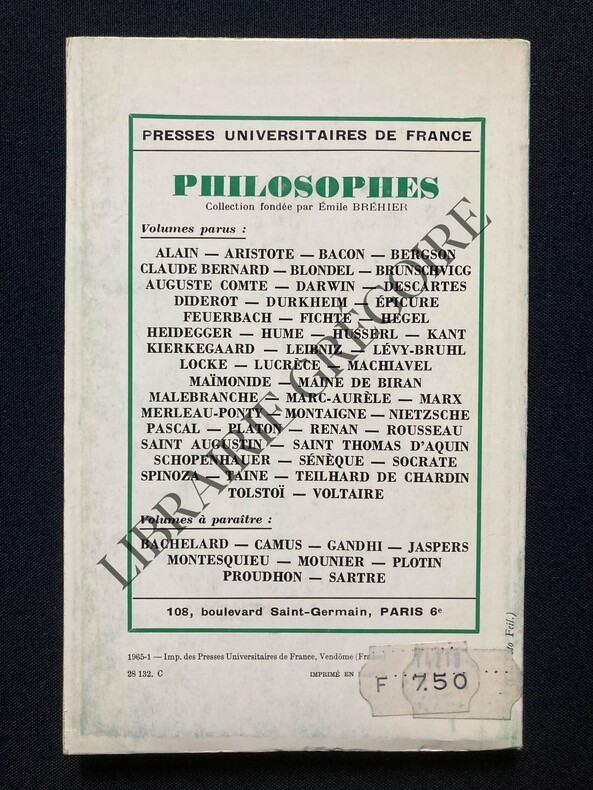 PRESSES UNIVERSITAIRES DE FRANCE
PHILOSOPHES
Collection fondée par Émile BRÉHIER
Volumes parus :
ALAIN — ARISTOTE — BACON — BERGSON
CLAUDE BERNARD — BLONDEL — BRUNSCHVICG
AUGUSTE COMTE — DARWIN — DESCARTES
DIDEROT — DURKHEIM — ÉPICURE
FEUERBACH — FICHTE — HEGEL
HEIDEGGER — HUME — HUSSERL — KANT
KIERKEGAARD — LEIBNIZ — LÉVY-BRUHL
LOCKE — LUCRÈCE — MACHIAVEL
MAÏMONIDE — MAINE DE BIRAN
MALEBRANCHE — MARC-AURÈLE — MARX
MERLEAU-PONTY — MONTAIGNE — NIETZSCHE
PASCAL — PLATON — RENAN — ROUSSEAU
SAINT AUGUSTIN — SAINT THOMAS D'AQUIN
SCHOPENHAUER — SÉNÈQUE — SOCRATE
SPINOZA — TAINE — TEILHARD DE CHARDIN
TOLSTOÏ — VOLTAIRE
Volumes à paraître :
BACHELARD — CAMUS — GANDHI — JASPERS
MONTESQUIEU — MOUNIER — PLOTIN
PROUDHON — SARTRE
108, boulevard Saint-Germain, PARIS 6e
1965-1 — Imp. des Presses Universitaires de France, Vendôme
28 132. C
IMPRIMÉ EN
F 7.50
LIBRAIRIE GRÉGOIRE